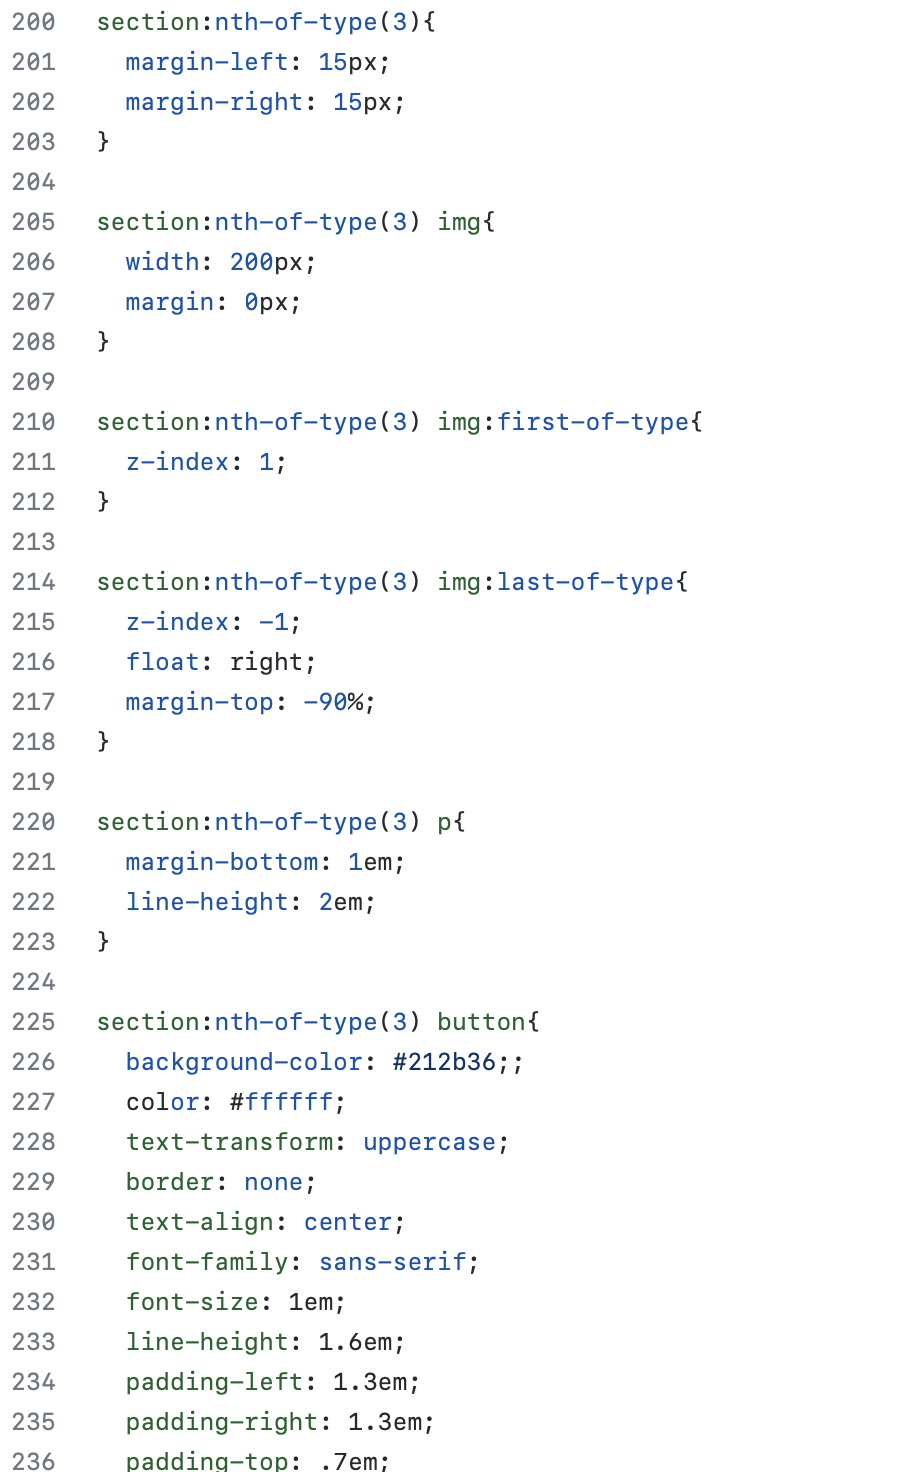 200 section:nth-of-type(3){
201 margin-left: 15px;
202 margin-right: 15px;
203 }
204
205 section:nth-of-type(3) img{
206 width: 200px;
207 margin: 0px;
208 }
209
210 section:nth-of-type(3) img:first-of-type{
211 z-index: 1;
212 }
213
214 section:nth-of-type(3) img:last-of-type{
215 z-index: -1;
216 float: right;
217 margin-top: -90%;
218 }
219
220 section:nth-of-type(3) p{
221 margin-bottom: 1em;
222 line-height: 2em;
223 }
224
225 section:nth-of-type(3) button{
226 background-color: #212b36;;
227 color: #ffffff;
228 text-transform: uppercase;
229 border: none;
230 text-align: center;
231 font-family: sans-serif;
232 font-size: 1em;
233 line-height: 1.6em;
234 padding-left: 1.3em;
235 padding-right: 1.3em;
236 padding-top: .7em;